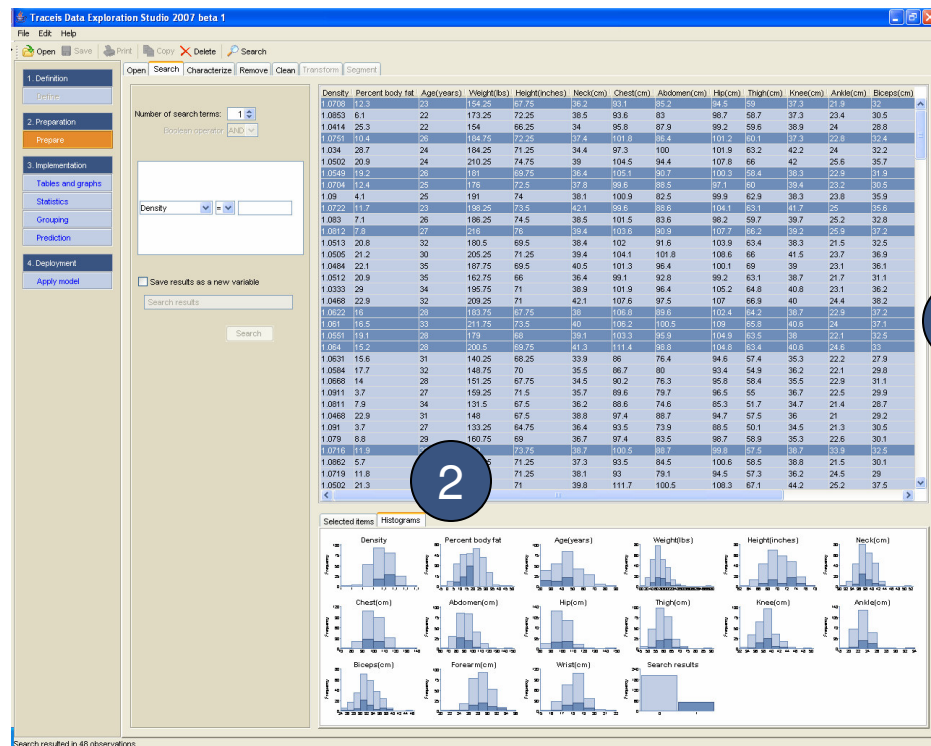 Traceis Data Exploration Studio 2007 beta 1
File Edit Help
Open Save Print Copy Delete Search
1. Definition
Define
2. Preparation
Prepare
3. Implementation
Tables and graphs
Statistics
Grouping
Prediction
4. Deployment
Apply model
Open Search Characterize Remove Clean Transform Segment
Number of search terms: 1
Boolean operator AND
Density =
Save results as a new variable
Search results
Search
Density Percent body fat Age(years) Weight(lbs) Height(inches) Neck(cm) Chest(cm) Abdomen(cm) Hip(cm) Thigh(cm) Knee(cm) Ankle(cm) Biceps(cm)
1.0708 12.3 23 154.25 67.75 36.2 93.1 85.2 94.5 59 37.3 21.9 32
1.0853 6.1 22 173.25 72.25 38.5 93.6 83 98.7 58.7 37.3 23.4 30.5
1.0414 25.3 22 154 66.25 34 95.8 87.9 99.2 59.6 38.9 24 28.8
1.0751 10.4 26 184.75 72.25 37.4 101.8 86.4 101.2 60.1 37.3 22.8 32.4
1.034 28.7 24 184.25 71.25 34.4 97.3 100 101.9 63.2 42.2 24 32.2
1.0502 20.9 24 210.25 74.75 39 104.5 94.4 107.8 66 42 25.6 35.7
1.0549 19.2 26 181 69.75 36.4 105.1 90.7 100.3 58.4 38.3 22.9 31.9
1.0704 12.4 25 176 72.5 37.8 99.6 88.5 97.1 60 39.4 23.2 30.5
1.09 4.1 25 191 74 38.1 100.9 82.5 99.9 62.9 38.3 23.8 35.9
1.0722 11.7 23 198.25 73.5 42.1 99.6 88.6 104.1 63.1 41.7 25 35.6
1.083 7.1 26 186.25 74.5 38.5 101.5 83.6 98.2 59.7 39.7 25.2 32.8
1.0812 7.8 27 216 76 39.4 103.6 90.9 107.7 66.2 39.2 25.9 37.2
1.0513 20.8 32 180.5 69.5 38.4 102 91.6 103.9 63.4 38.3 21.5 32.5
1.0505 21.2 30 205.25 71.25 39.4 104.1 101.8 108.6 66 41.5 23.7 36.9
1.0484 22.1 35 187.75 69.5 40.5 101.3 96.4 100.1 69 39 23.1 36.1
1.0512 20.9 35 162.75 66 36.4 99.1 92.8 99.2 63.1 38.7 21.7 31.1
1.0333 29 34 195.75 71 38.9 101.9 96.4 105.2 64.8 40.8 23.1 36.2
1.0468 22.9 32 209.25 71 42.1 107.6 97.5 107 66.9 40 24.4 38.2
1.0622 16 28 183.75 67.75 38 106.8 89.6 102.4 64.2 38.7 22.9 37.2
1.061 16.5 33 211.75 73.5 40 106.2 100.5 109 65.8 40.6 24 37.1
1.0551 19.1 28 179 68 39.1 103.3 95.9 104.9 63.5 38 22.1 32.5
1.064 15.2 28 200.5 69.75 41.3 111.4 98.8 104.8 63.4 40.6 24.6 33
1.0631 15.6 31 140.25 68.25 33.9 86 76.4 94.6 57.4 35.3 22.2 27.9
1.0584 17.7 32 148.75 70 35.5 86.7 80 93.4 54.9 36.2 22.1 29.8
1.0668 14 28 151.25 67.75 34.5 90.2 76.3 95.8 58.4 35.5 22.9 31.1
1.0911 3.7 27 159.25 71.5 35.7 89.6 79.7 96.5 55 36.7 22.5 29.9
1.0811 7.9 34 131.5 67.5 36.2 88.6 74.6 85.3 51.7 34.7 21.4 28.7
1.0468 22.9 31 148 67.5 38.8 97.4 88.7 94.7 57.5 36 21 29.2
1.091 3.7 27 133.25 64.75 36.4 93.5 73.9 88.5 50.1 34.5 21.3 30.5
1.079 8.8 29 160.75 69 36.7 97.4 83.5 98.7 58.9 35.3 22.6 30.1
1.0716 11.9 73.75 38.7 100.5 88.7 99.8 57.5 38.7 33.9 32.5
1.0862 5.7 71.25 37.3 93.5 84.5 100.6 58.5 38.8 21.5 30.1
1.0719 11.8 71.25 38.1 93 79.1 94.5 57.3 36.2 24.5 29
1.0502 21.3 71 39.8 111.7 100.5 108.3 67.1 44.2 25.2 37.5
2
Selected items Histograms
Density Percent body fat Age(years) Weight(lbs) Height(inches) Neck(cm)
Chest(cm) Abdomen(cm) Hip(cm) Thigh(cm) Knee(cm) Ankle(cm)
Biceps(cm) Forearm(cm) Wrist(cm) Search results
Search resulted in 48 observations